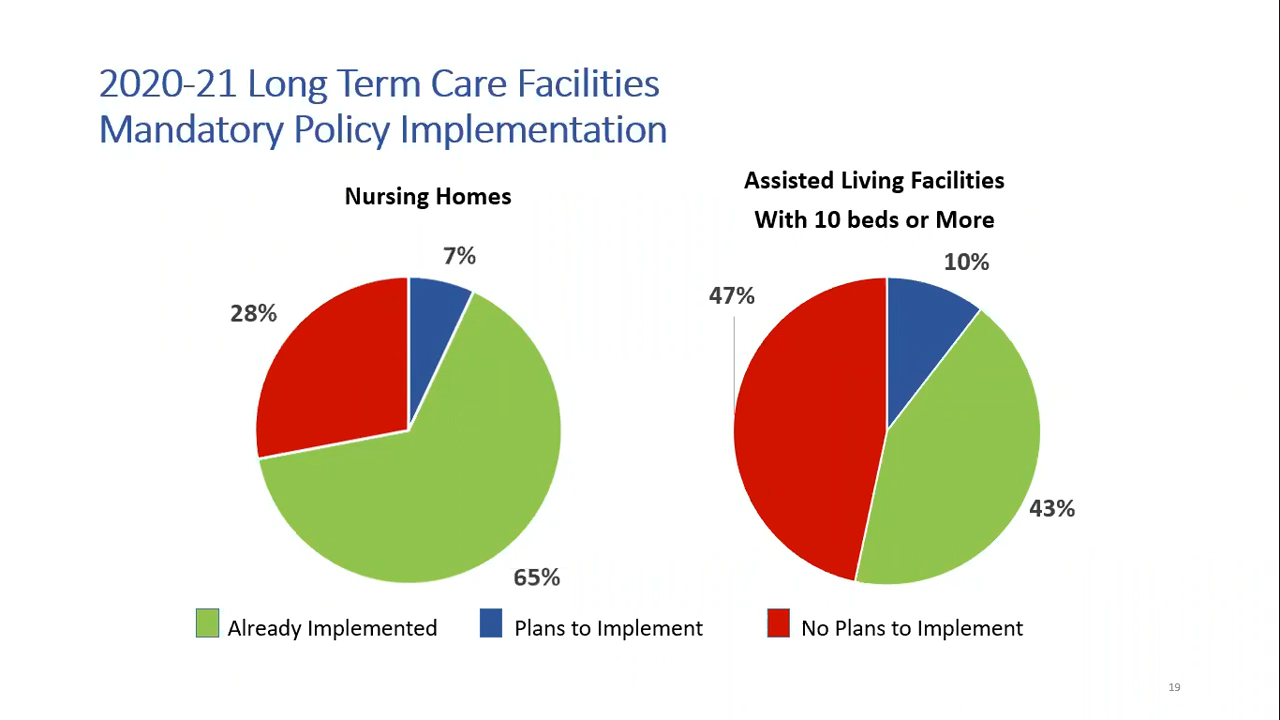 2020-21 Long Term Care Facilities
Mandatory Policy Implementation
Nursing Homes
7%
28%
65%
Assisted Living Facilities
With 10 beds or More
10%
47%
43%
Already Implemented
Plans to Implement
No Plans to Implement
19